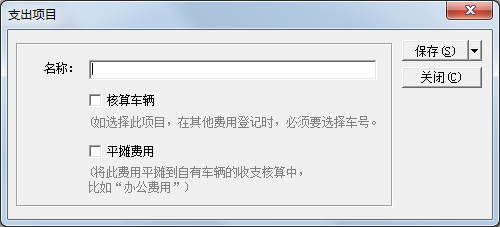 支出项目
保存(S)
名称：
关闭(C)
核算车辆
(如选择此项目，在其他费用登记时，必须要选择车号。
平摊费用
(将此费用平摊到自有车辆的收支核算中，
比如“办公费用”)